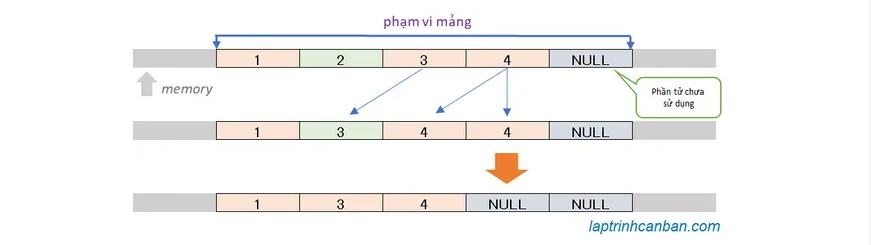 phạm vi mảng
1 2 3 4 NULL
memory
Phần tử chưa
sử dụng
1 3 4 4
1 3 4 NULL NULL
laptrinhcanban.com